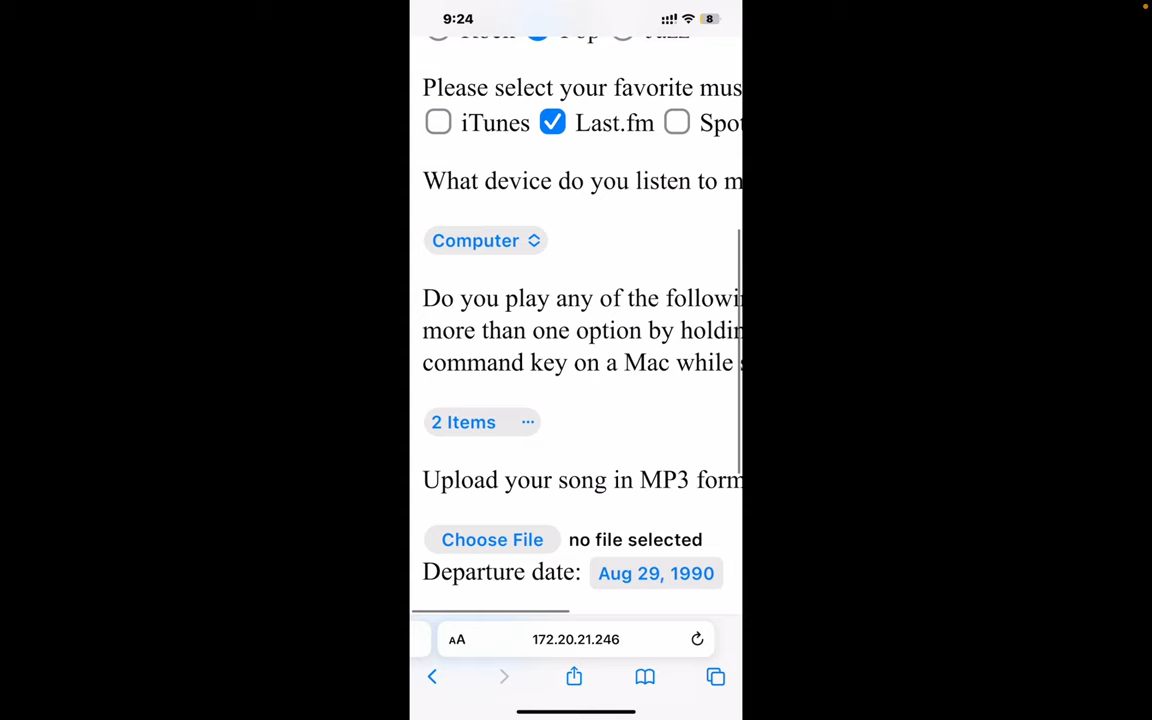 9:24
8
Please select your favorite mus
iTunes Last.fm Spot
What device do you listen to m
Computer
Do you play any of the followin
more than one option by holdin
command key on a Mac while s
2 Items ...
Upload your song in MP3 form
Choose File no file selected
Departure date: Aug 29, 1990
AA 172.20.21.246